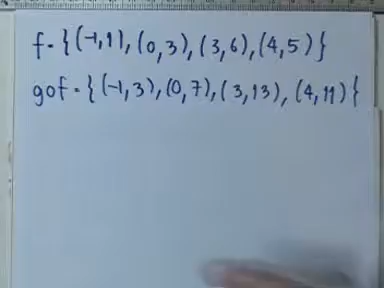 f = {(-1,1), (0,3), (3,6), (4,5)}
gof = {(-1,3), (0,7), (3,13), (4,11)}